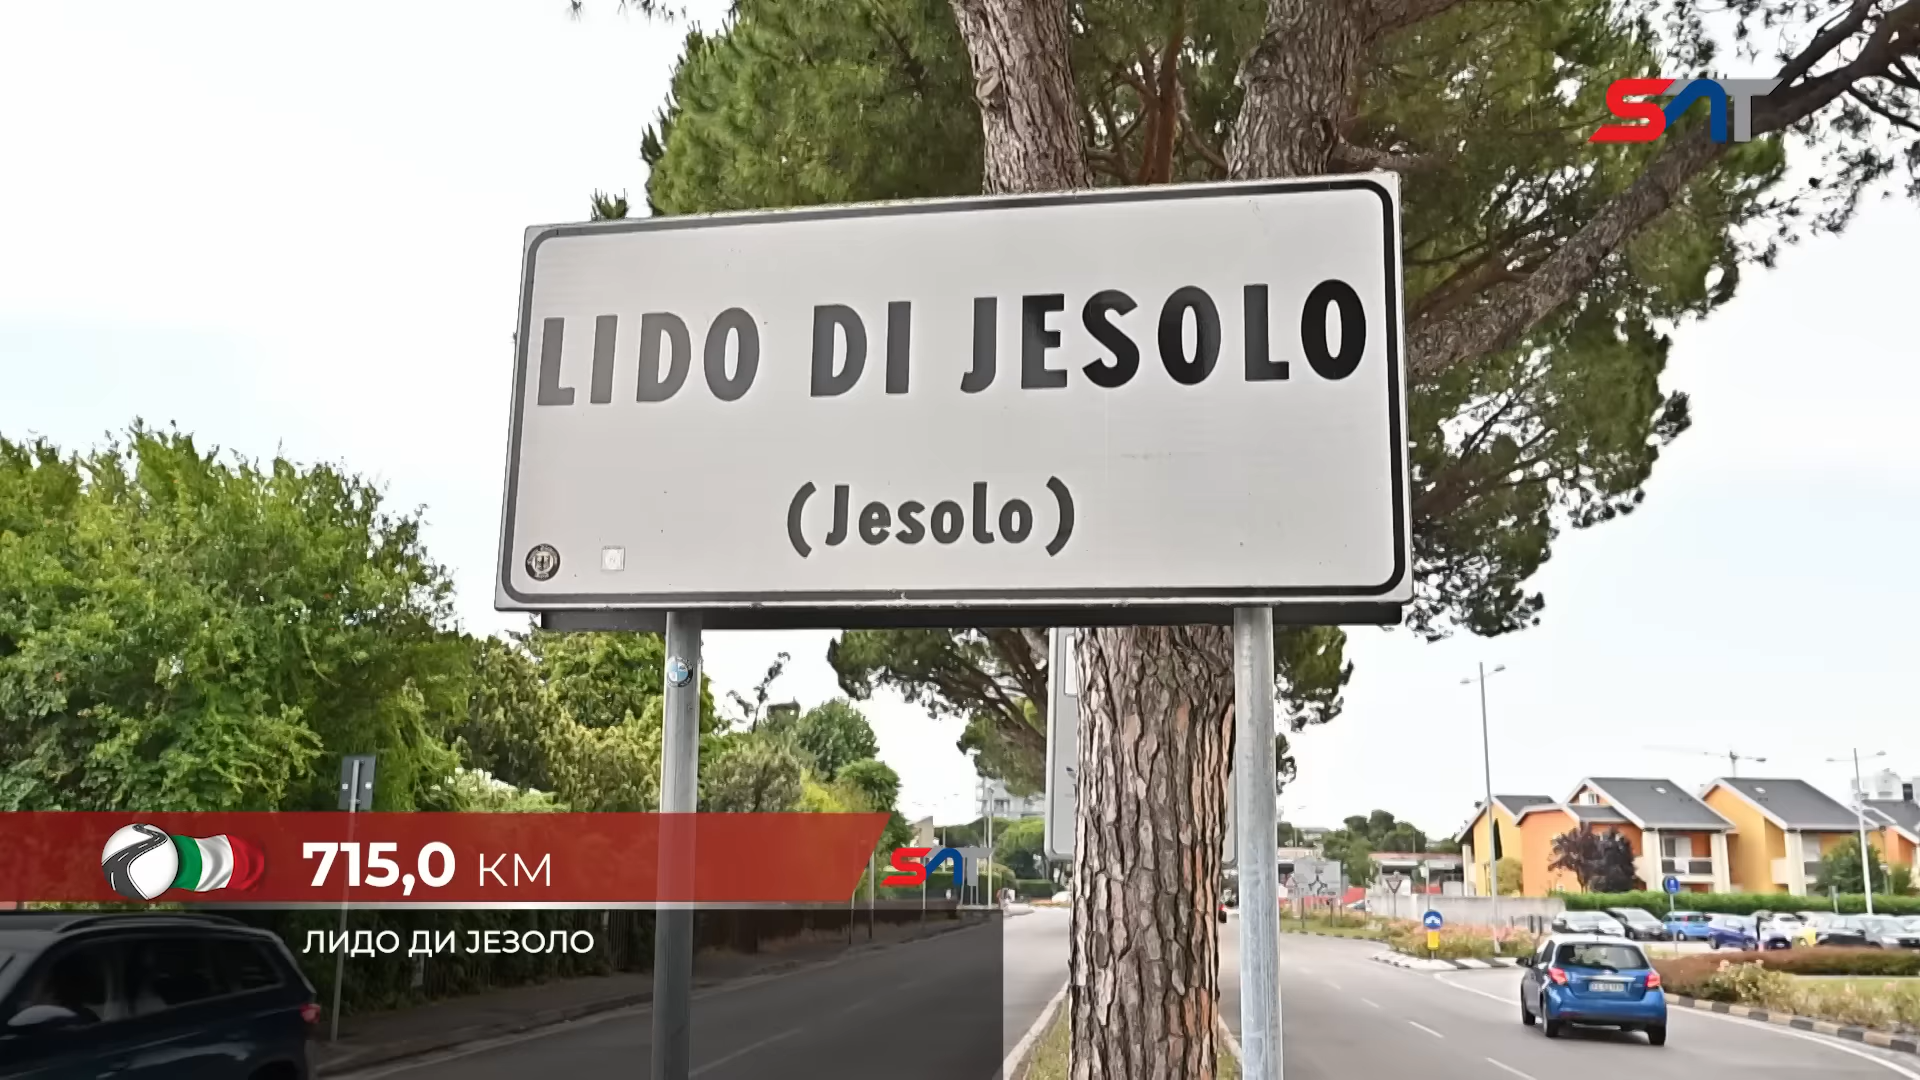 SAT
LIDO DI JESOLO
(Jesolo)
715,0 КМ
SAT
ЛИДО ДИ ЈЕЗОЛО